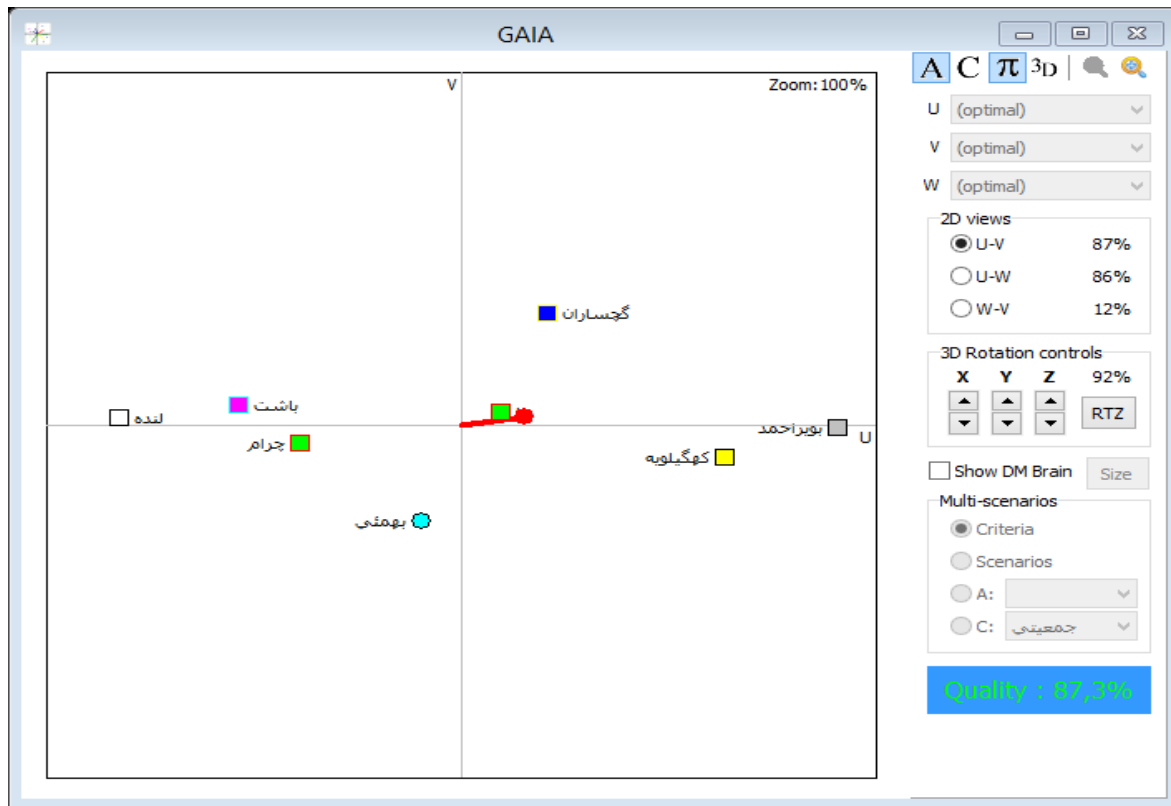 GAIA
V
Zoom:100%
گچساران
باشت
لنده
چرام
بویراحمد
U
کهگیلویه
بهمئی
A C π 3D
U (optimal)
V (optimal)
W (optimal)
2D views
U-V 87%
U-W 86%
W-V 12%
3D Rotation controls
X Y Z 92%
RTZ
Show DM Brain Size
Multi-scenarios
Criteria
Scenarios
A:
C: جمعیتی
Quality : 87,3%